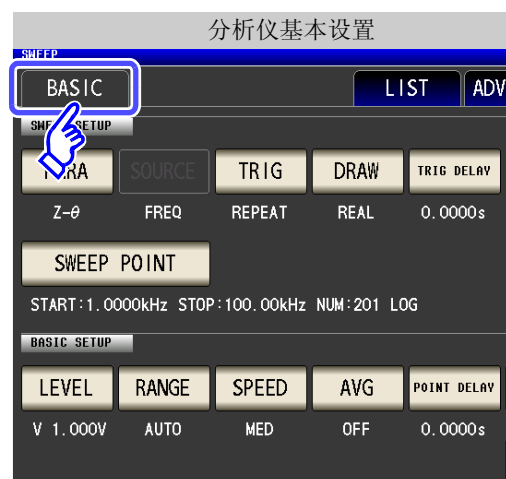 分析仪基本设置
SWEEP
BASIC LIST ADV
SWEEP SETUP
PARA SOURCE TRIG DRAW TRIG DELAY
Z-θ FREQ REPEAT REAL 0.0000s
SWEEP POINT
START:1.0000kHz STOP:100.00kHz NUM:201 LOG
BASIC SETUP
LEVEL RANGE SPEED AVG POINT DELAY
V 1.000V AUTO MED OFF 0.0000s